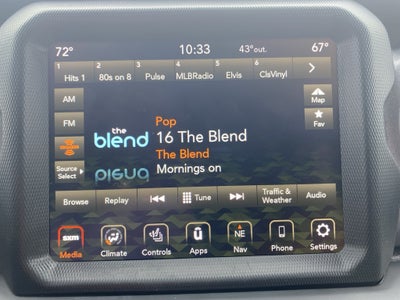 72° 10:33 43°out. 67°
1 2 3 4 5 6
Hits 1 80s on 8 Pulse MLBRadio Elvis ClsVinyl
AM
Map
FM
Fav
Pop
the
blend
16 The Blend
The Blend
Source
Select
Mornings on
Browse Replay Tune Traffic & Weather Audio
sxm NE
Media Climate Controls Apps Nav Phone Settings